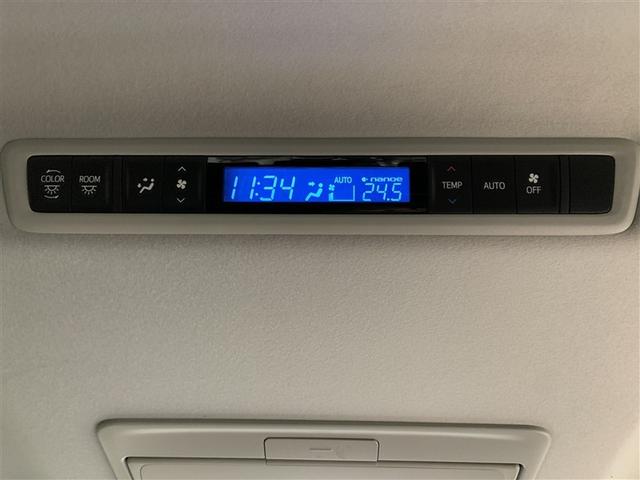 COLOR
ROOM
11:34
AUTO
nanoe
24.5
TEMP
AUTO
OFF